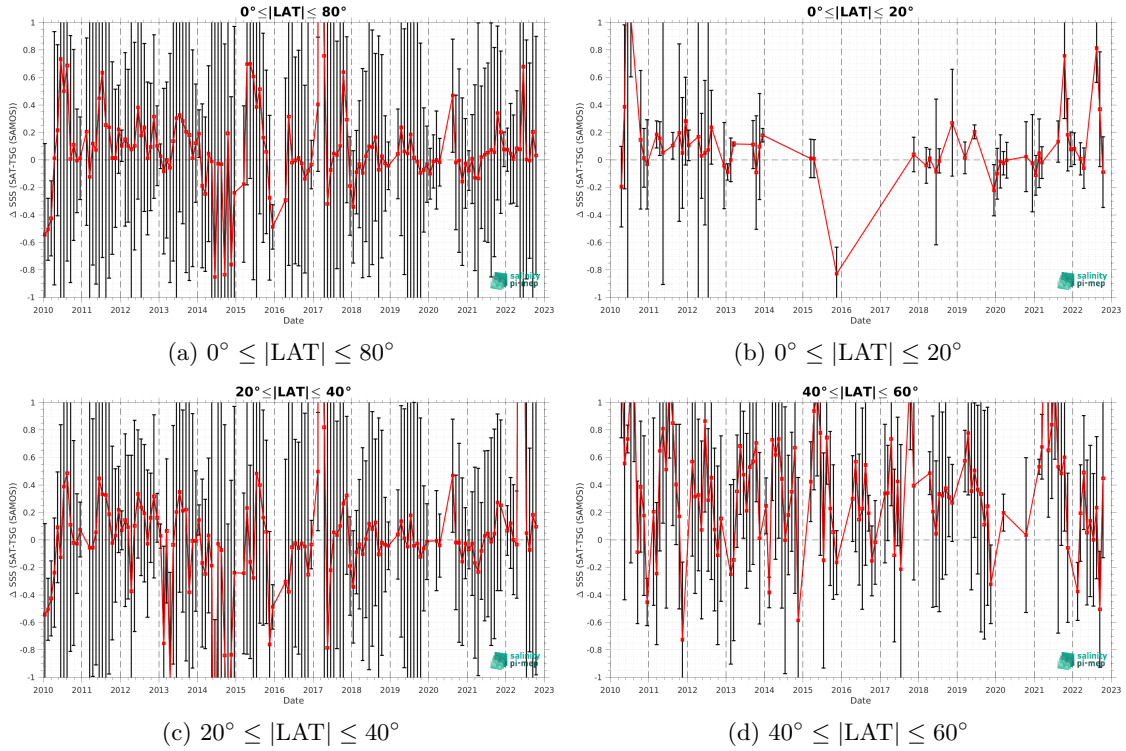 0°≤|LAT|≤ 80°
Δ SSS (SAT-TSG (SAMOS))
1
0.8
0.6
0.4
0.2
0
-0.2
-0.4
-0.6
-0.8
-1
2010 2011 2012 2013 2014 2015 2016 2017 2018 2019 2020 2021 2022 2023
Date
salinity
pi-mep
(a) 0° ≤ |LAT| ≤ 80°
0°≤|LAT|≤ 20°
Δ SSS (SAT-TSG (SAMOS))
1
0.8
0.6
0.4
0.2
0
-0.2
-0.4
-0.6
-0.8
-1
2010 2011 2012 2013 2014 2015 2016 2017 2018 2019 2020 2021 2022 2023
Date
salinity
pi-mep
(b) 0° ≤ |LAT| ≤ 20°
20°≤|LAT|≤ 40°
Δ SSS (SAT-TSG (SAMOS))
1
0.8
0.6
0.4
0.2
0
-0.2
-0.4
-0.6
-0.8
-1
2010 2011 2012 2013 2014 2015 2016 2017 2018 2019 2020 2021 2022 2023
Date
salinity
pi-mep
(c) 20° ≤ |LAT| ≤ 40°
40°≤|LAT|≤ 60°
Δ SSS (SAT-TSG (SAMOS))
1
0.8
0.6
0.4
0.2
0
-0.2
-0.4
-0.6
-0.8
-1
2010 2011 2012 2013 2014 2015 2016 2017 2018 2019 2020 2021 2022 2023
Date
salinity
pi-mep
(d) 40° ≤ |LAT| ≤ 60°